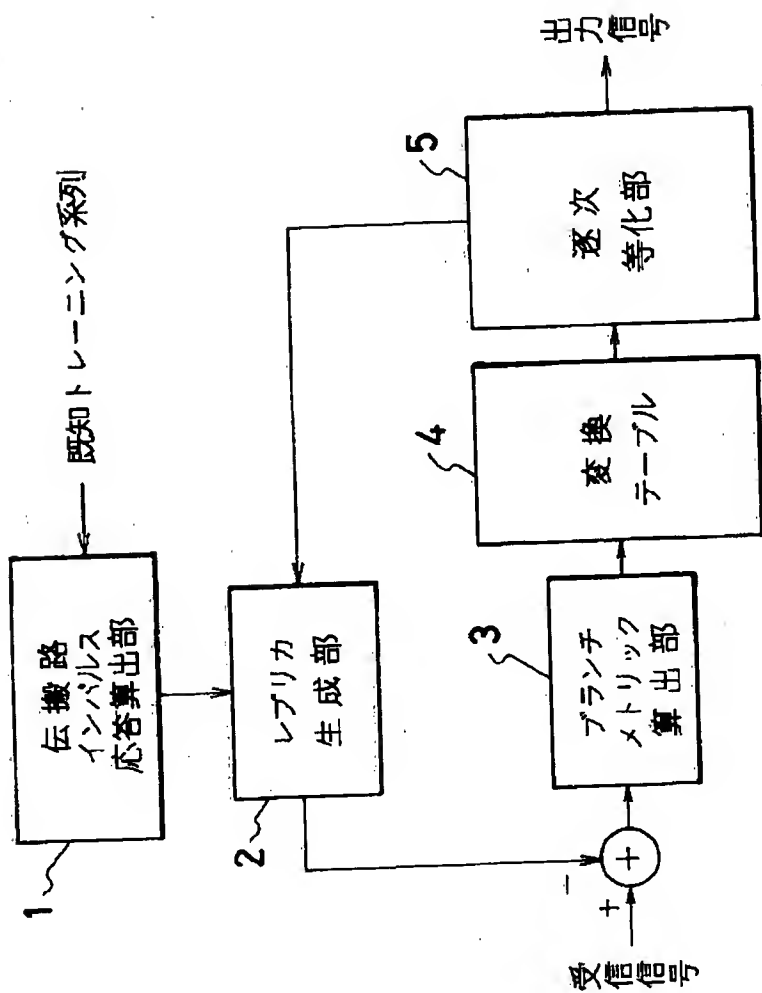 既知トレーニング系列
1
伝搬路
インパルス
応答算出部
2
レプリカ
生成部
受信信号
+
−
+
3
ブランチ
メトリック
算出部
4
変換
テーブル
5
逐次
等化部
出力信号